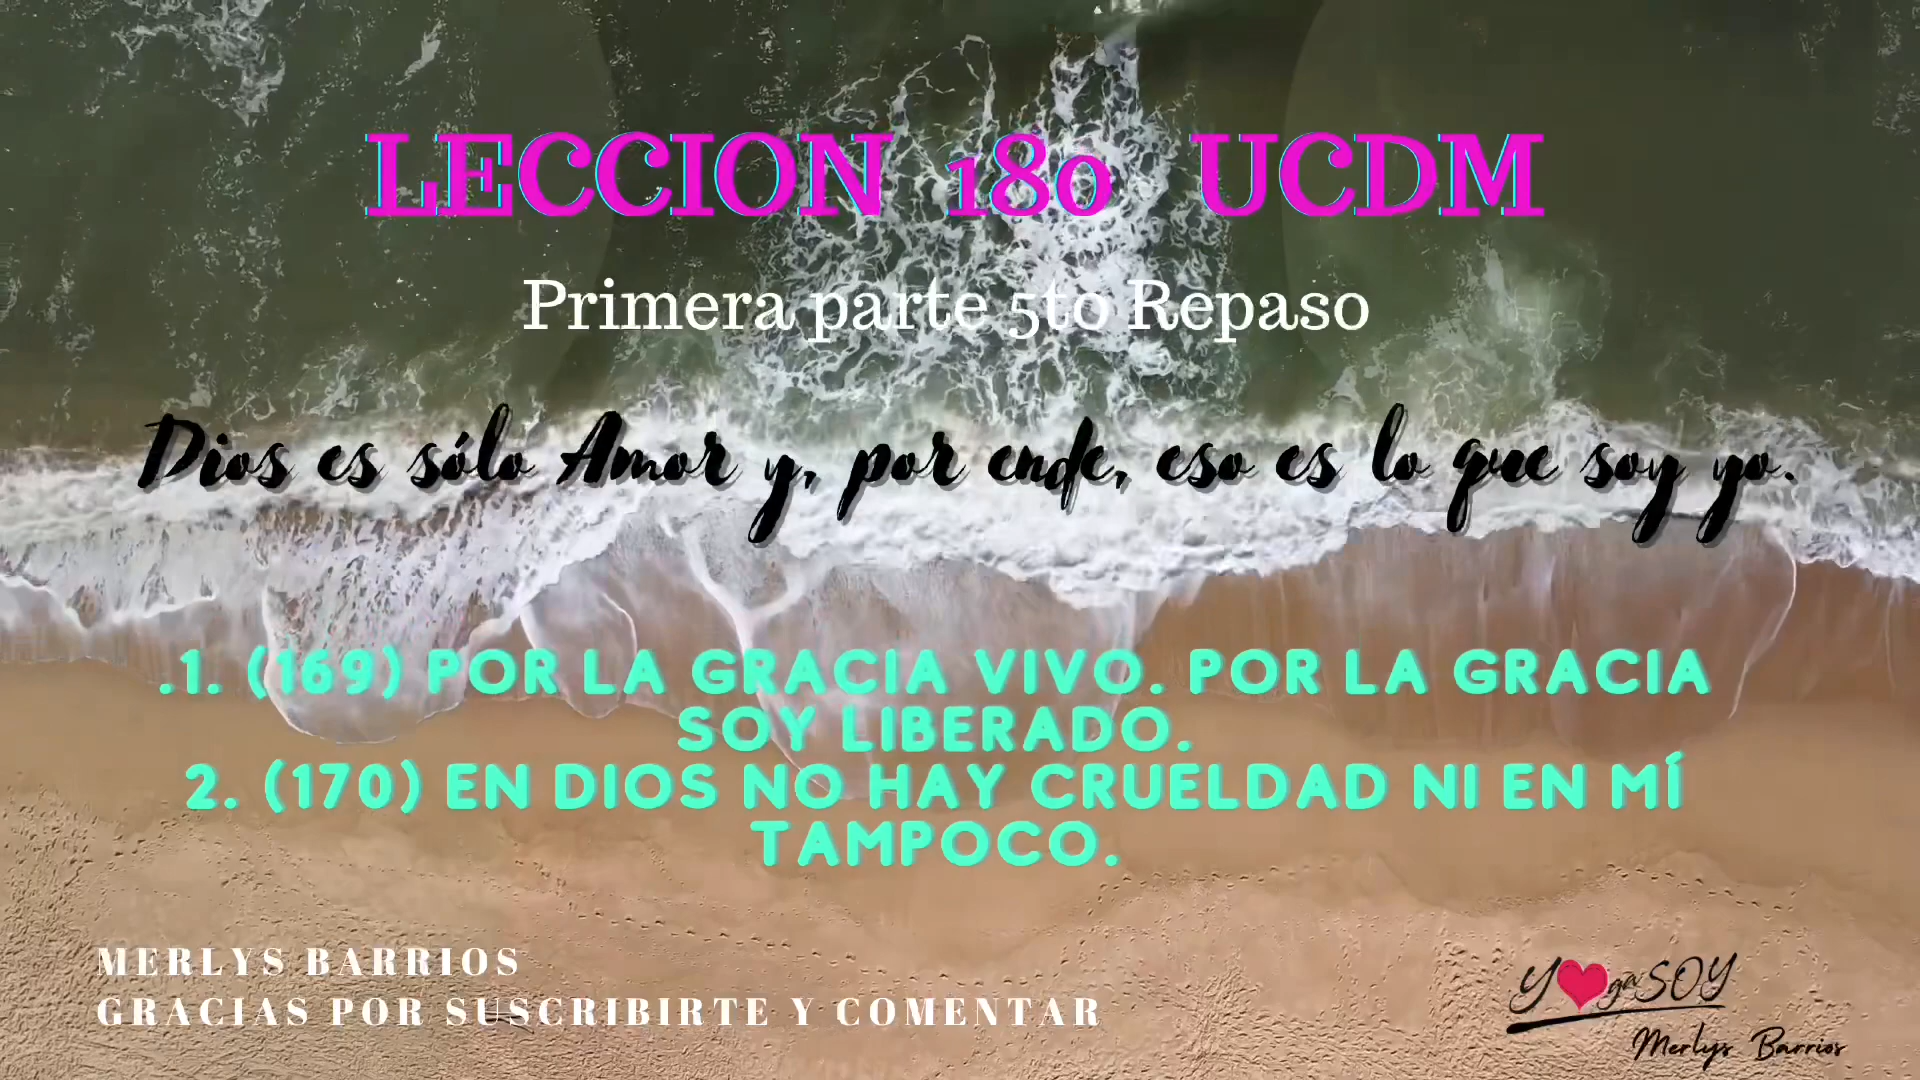 LECCION 180 UCDM
Primera parte 5to Repaso
Dios es sólo Amor y, por ende, eso es lo que soy yo.
.1. (169) POR LA GRACIA VIVO. POR LA GRACIA
SOY LIBERADO.
2. (170) EN DIOS NO HAY CRUELDAD NI EN MÍ
TAMPOCO.
MERLYS BARRIOS
GRACIAS POR SUSCRIBIRTE Y COMENTAR
Y❤gaSOY
Merlys Barrios